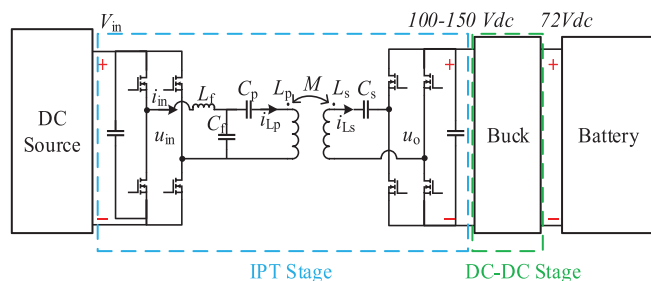 V_in
100-150 Vdc
72Vdc
+
+
+
DC
Source
i_in
L_f
C_p
L_p
M
L_s
C_s
C_f
i_Lp
i_Ls
u_in
u_o
Buck
Battery
−
−
−
IPT Stage
DC-DC Stage